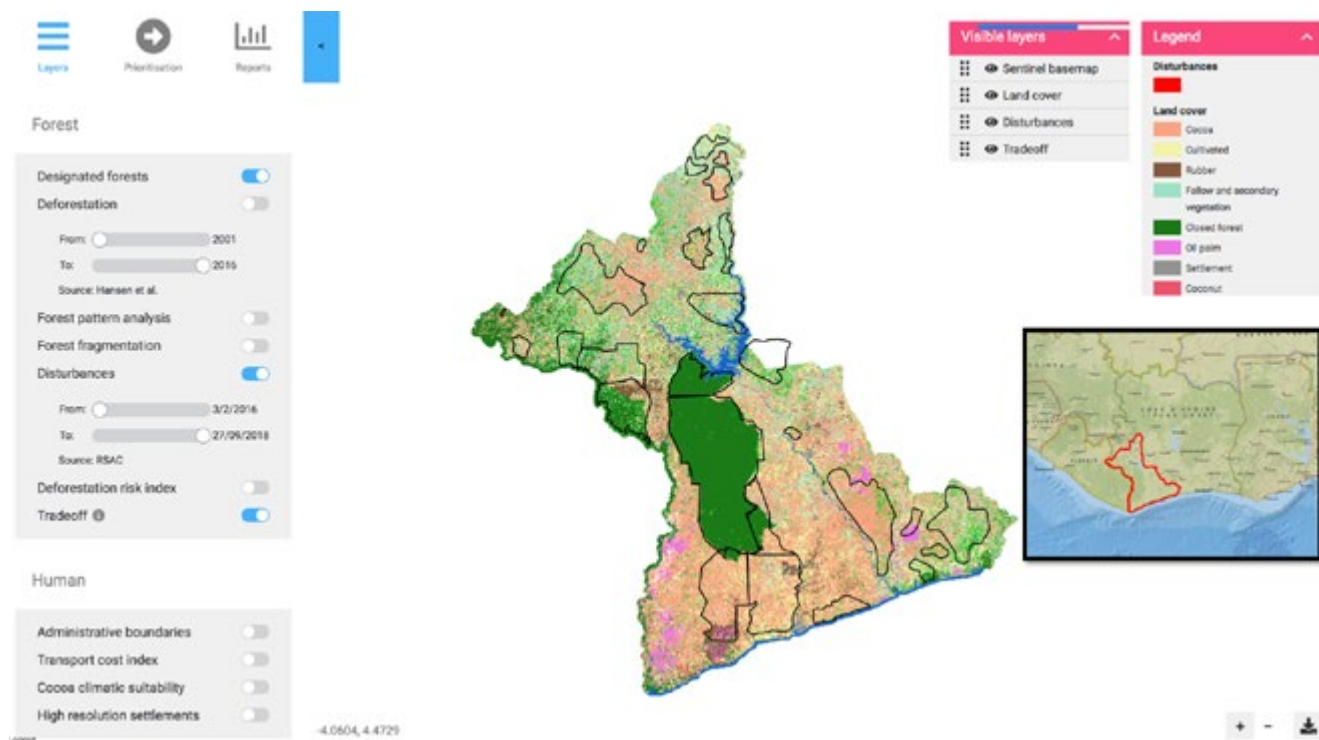 Layers Prioritisation Reports
<
Forest
Designated forests
Deforestation
From: 2001
To: 2016
Source: Hansen et al.
Forest pattern analysis
Forest fragmentation
Disturbances
From: 3/2/2016
To: 27/09/2018
Source: RSAC
Deforestation risk index
Tradeoff
Human
Administrative boundaries
Transport cost index
Cocoa climatic suitability
High resolution settlements
-4.0604, 4.4729
Visible layers
Sentinel basemap
Land cover
Disturbances
Tradeoff
Legend
Disturbances
Land cover
Cocoa
Cultivated
Rubber
Fallow and secondary
vegetation
Closed forest
Oil palm
Settlement
Coconut
+ -